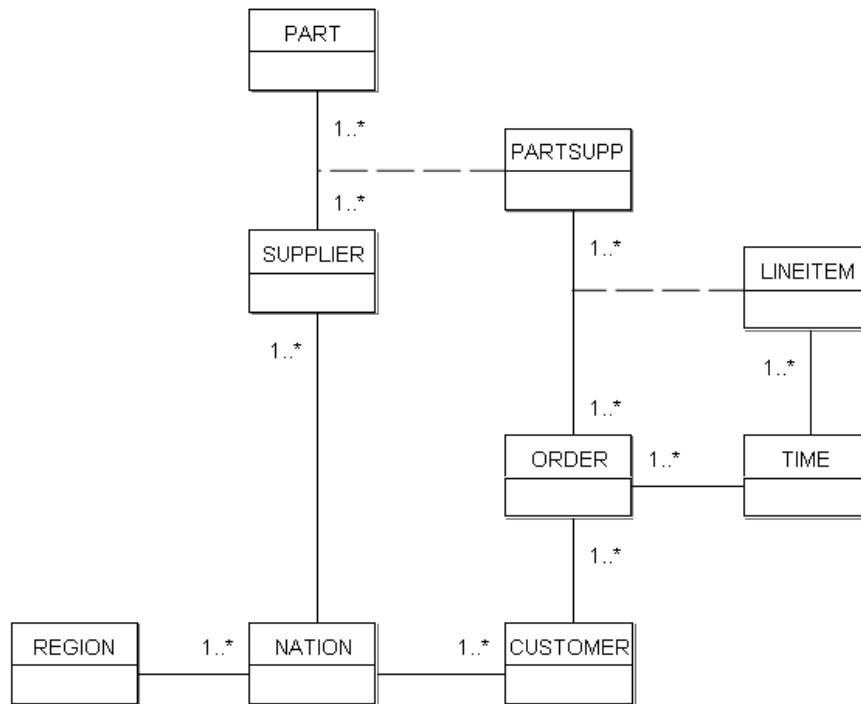 PART
1..*
PARTSUPP
1..*
SUPPLIER
1..*
LINEITEM
1..*
1..*
1..*
ORDER
1..*
TIME
1..*
REGION
1..*
NATION
1..*
CUSTOMER